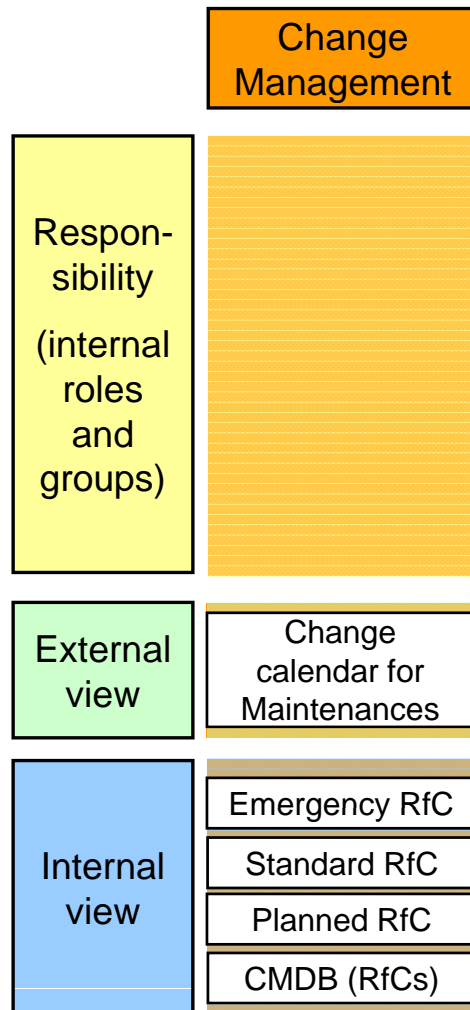 Change
Management
Respon-
sibility
(internal
roles
and
groups)
External
view
Change
calendar for
Maintenances
Internal
view
Emergency RfC
Standard RfC
Planned RfC
CMDB (RfCs)